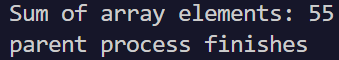 Sum of array elements: 55
parent process finishes